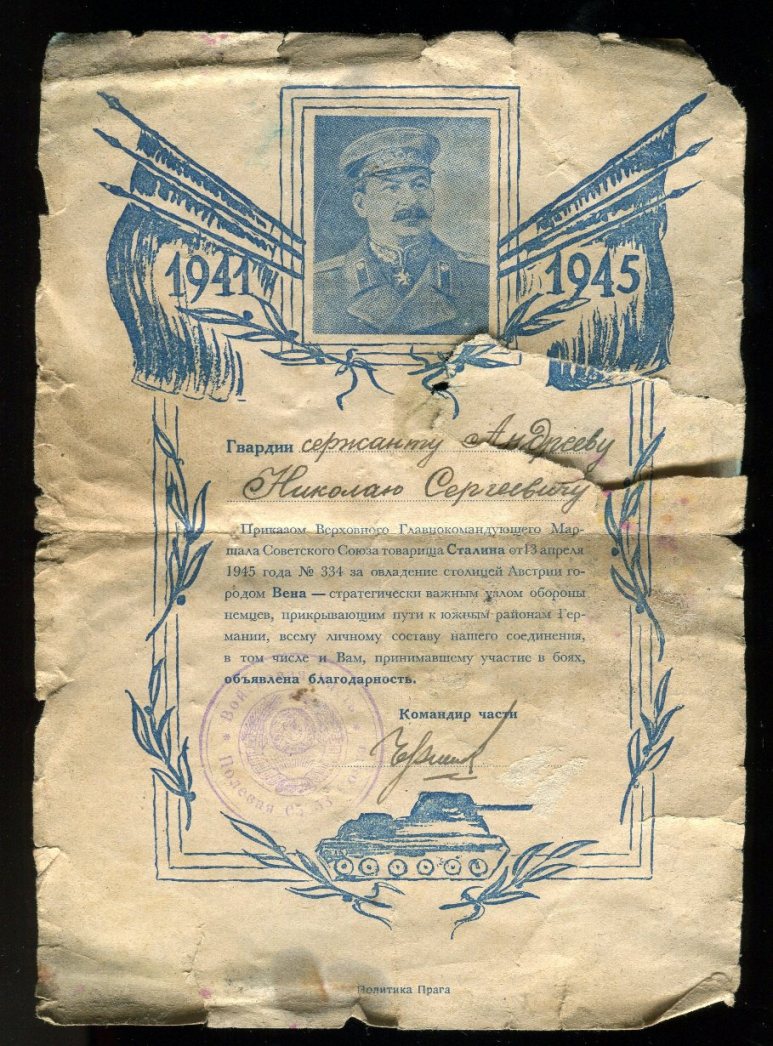 1941
1945
Гвардии сержанту Андрееву
Николаю Сергеевичу
Приказом Верховного Главнокомандующего Мар-
шала Советского Союза товарища Сталина от 13 апреля
1945 года № 334 за овладение столицей Австрии го-
родом Вена — стратегически важным узлом обороны
немцев, прикрывающим пути к южным районам Гер-
мании, всему личному составу нашего соединения,
в том числе и Вам, принимавшему участие в боях,
объявлена благодарность.
Командир части
Полевая
Политика Прага